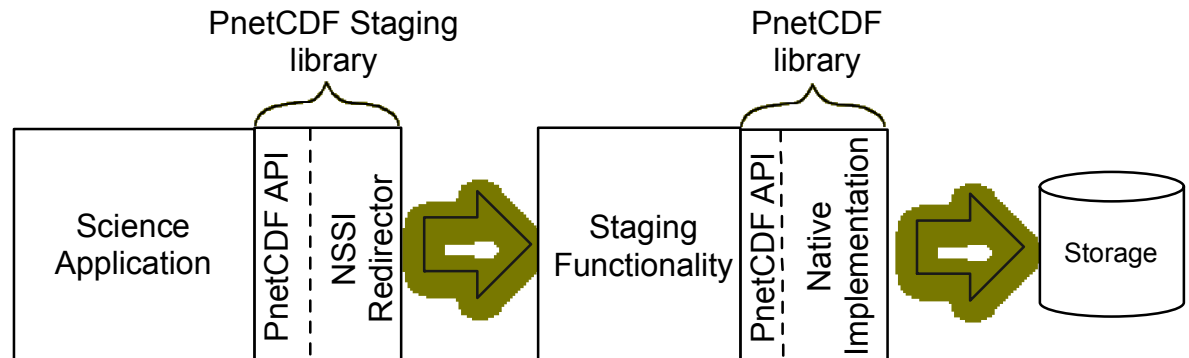 PnetCDF Staging
library
PnetCDF
library
Science
Application
PnetCDF API
NSSI
Redirector
Staging
Functionality
PnetCDF API
Native
Implementation
Storage